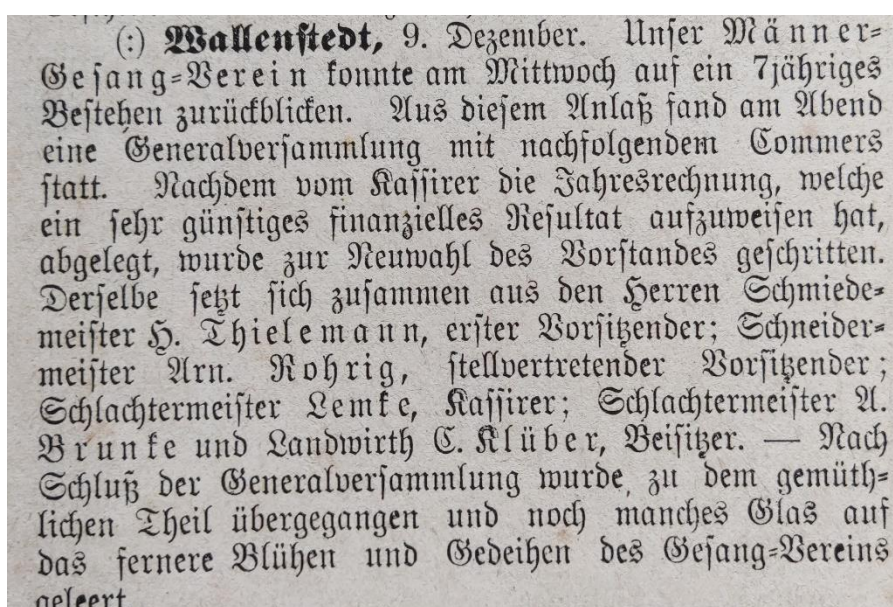 (:) Wallenstedt, 9. Dezember. Unser Männer-
Gesang-Verein konnte am Mittwoch auf ein 7jähriges
Bestehen zurückblicken. Aus diesem Anlaß fand am Abend
eine Generalversammlung mit nachfolgendem Commers
statt. Nachdem vom Kassirer die Jahresrechnung, welche
ein sehr günstiges finanzielles Resultat aufzuweisen hat,
abgelegt, wurde zur Neuwahl des Vorstandes geschritten.
Derselbe setzt sich zusammen aus den Herren Schmiede-
meister H. Thielemann, erster Vorsitzender; Schneider-
meister Arn. Rohrig, stellvertretender Vorsitzender;
Schlachtermeister Lemke, Kassirer; Schlachtermeister A.
Brunke und Landwirth C. Klüber, Beisitzer. — Nach
Schluß der Generalversammlung wurde zu dem gemüth-
lichen Theil übergegangen und noch manches Glas auf
das fernere Blühen und Gedeihen des Gesang-Vereins
geleert